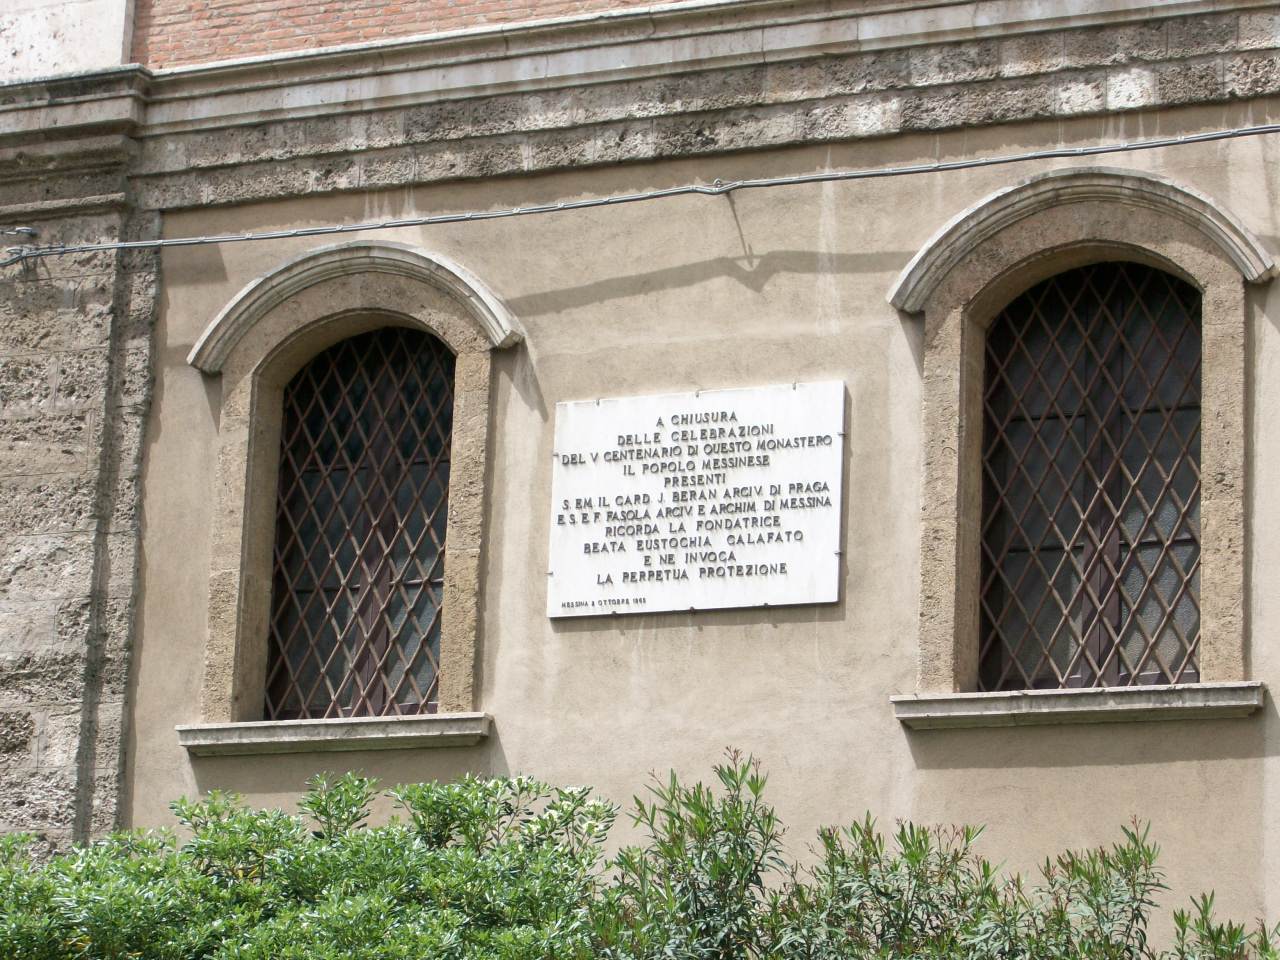 A CHIUSURA
DELLE CELEBRAZIONI
DEL V CENTENARIO DI QUESTO MONASTERO
IL POPOLO MESSINESE
PRESENTI
S.EM.IL CARD J. BERAN ARCIV DI PRAGA
E S.E F FASOLA ARCIV E ARCHIM DI MESSINA
RICORDA LA FONDATRICE
BEATA EUSTOCHIA CALAFATO
E NE INVOCA
LA PERPETUA PROTEZIONE
MESSINA OTTOBRE 1965